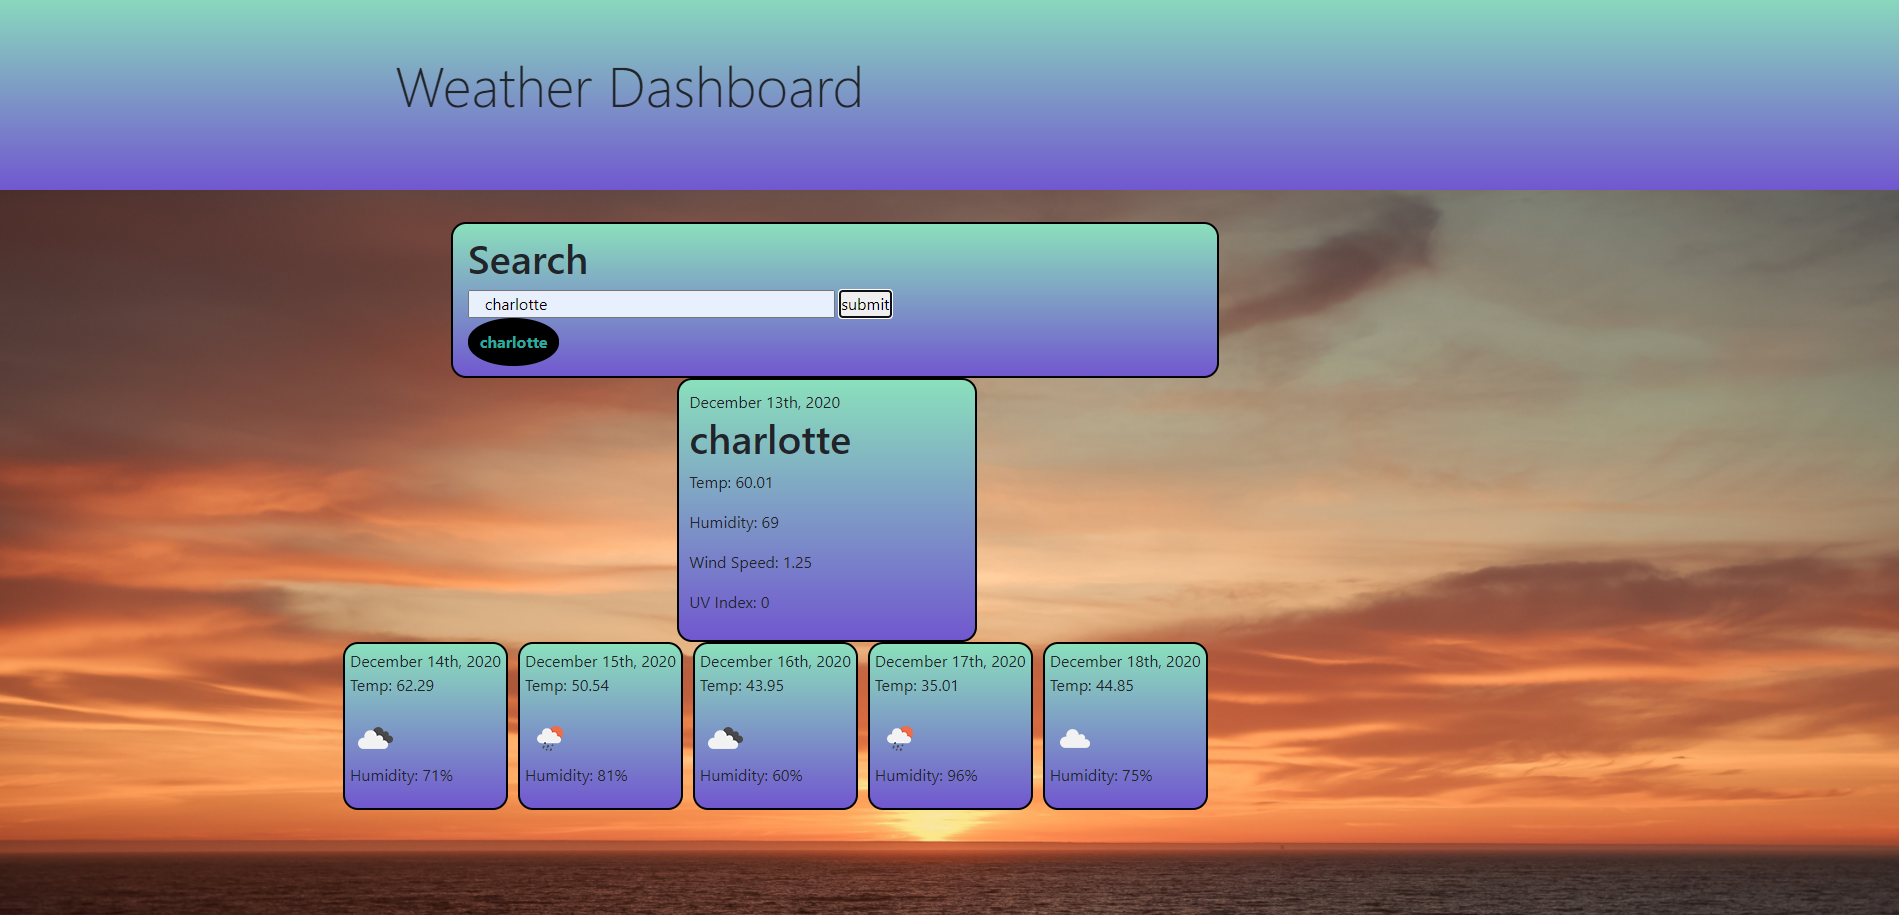 Weather Dashboard
Search
charlotte submit
charlotte
December 13th, 2020
charlotte
Temp: 60.01
Humidity: 69
Wind Speed: 1.25
UV Index: 0
December 14th, 2020
Temp: 62.29
Humidity: 71%
December 15th, 2020
Temp: 50.54
Humidity: 81%
December 16th, 2020
Temp: 43.95
Humidity: 60%
December 17th, 2020
Temp: 35.01
Humidity: 96%
December 18th, 2020
Temp: 44.85
Humidity: 75%